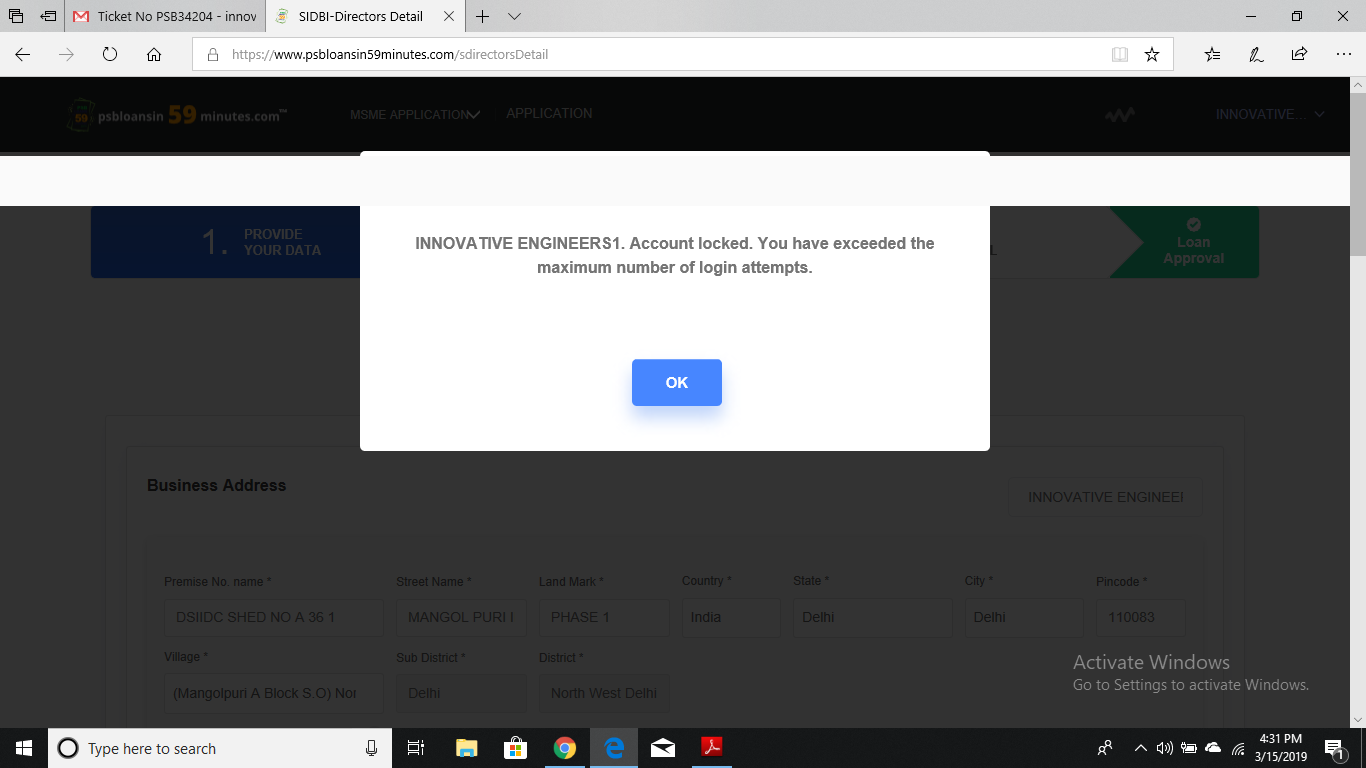 Ticket No PSB34204 - innov
SIDBI-Directors Detail
https://www.psbloansin59minutes.com/sdirectorsDetail
59 psbloansin 59 minutes.com™
MSME APPLICATION
APPLICATION
INNOVATIVE...
1. PROVIDE
YOUR DATA
Loan
Approval
INNOVATIVE ENGINEERS1. Account locked. You have exceeded the
maximum number of login attempts.
OK
Business Address
INNOVATIVE ENGINEE
Premise No. name * Street Name * Land Mark * Country * State * City * Pincode *
DSIIDC SHED NO A 36 1 MANGOL PURI I PHASE 1 India Delhi Delhi 110083
Village * Sub District * District *
(Mangolpuri A Block S.O) Nor Delhi North West Delhi
Activate Windows
Go to Settings to activate Windows.
Type here to search
4:31 PM
3/15/2019
1